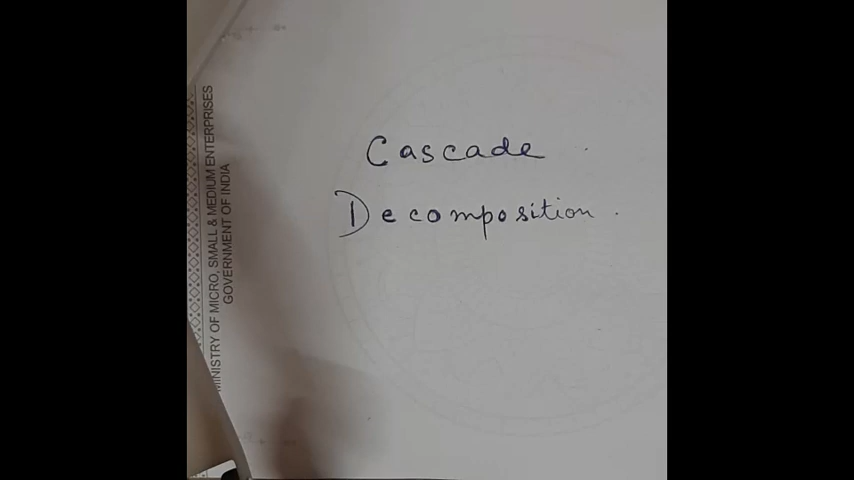 MINISTRY OF MICRO, SMALL & MEDIUM ENTERPRISES
GOVERNMENT OF INDIA
Cascade
Decomposition.